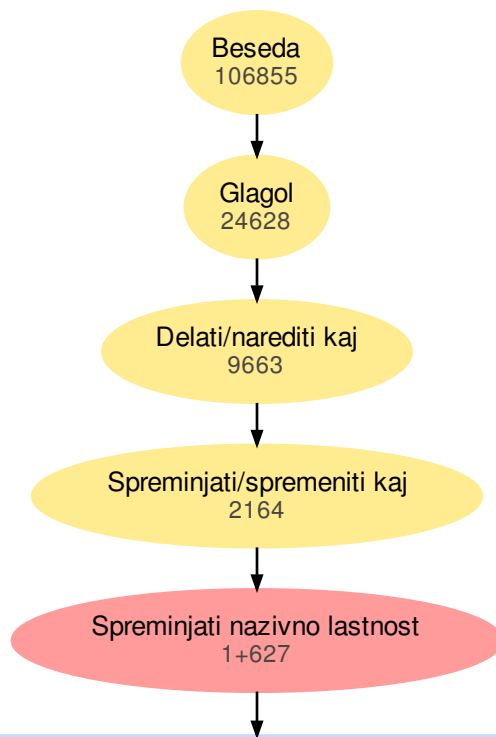 Beseda
106855
Glagol
24628
Delati/narediti kaj
9663
Spreminjati/spremeniti kaj
2164
Spreminjati nazivno lastnost
1+627